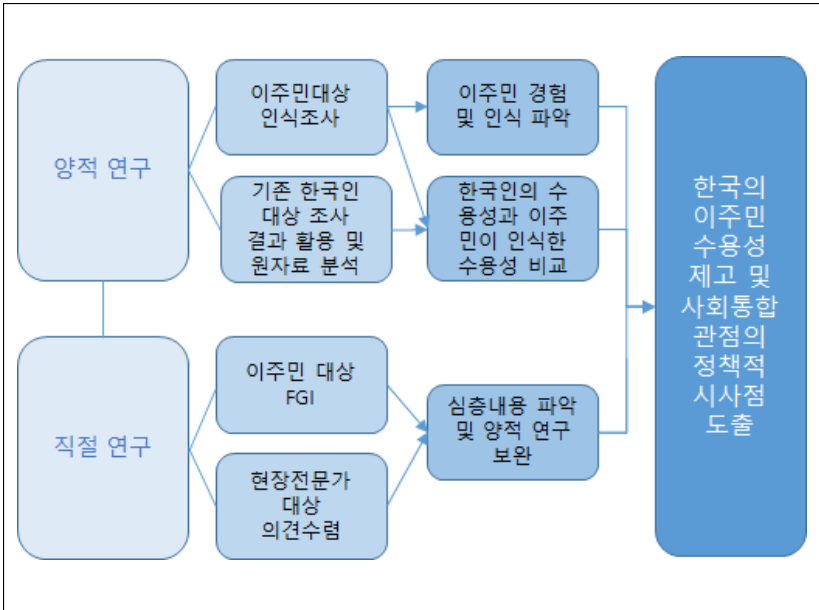 양적 연구
이주민대상
인식조사
기존 한국인
대상 조사
결과 활용 및
원자료 분석
이주민 경험
및 인식 파악
한국인의 수
용성과 이주
민이 인식한
수용성 비교
직절 연구
이주민 대상
FGI
현장전문가
대상
의견수렴
심층내용 파악
및 양적 연구
보완
한국의
이주민
수용성
제고 및
사회통합
관점의
정책적
시사점
도출